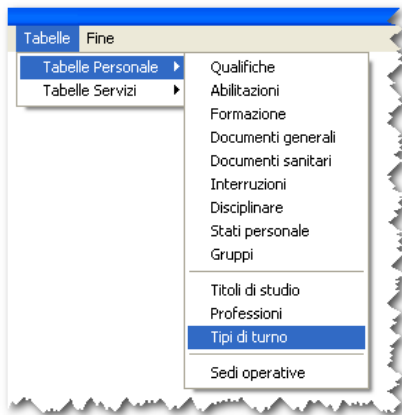 Tabelle Fine
Tabelle Personale
Tabelle Servizi
Qualifiche
Abilitazioni
Formazione
Documenti generali
Documenti sanitari
Interruzioni
Disciplinare
Stati personale
Gruppi
Titoli di studio
Professioni
Tipi di turno
Sedi operative